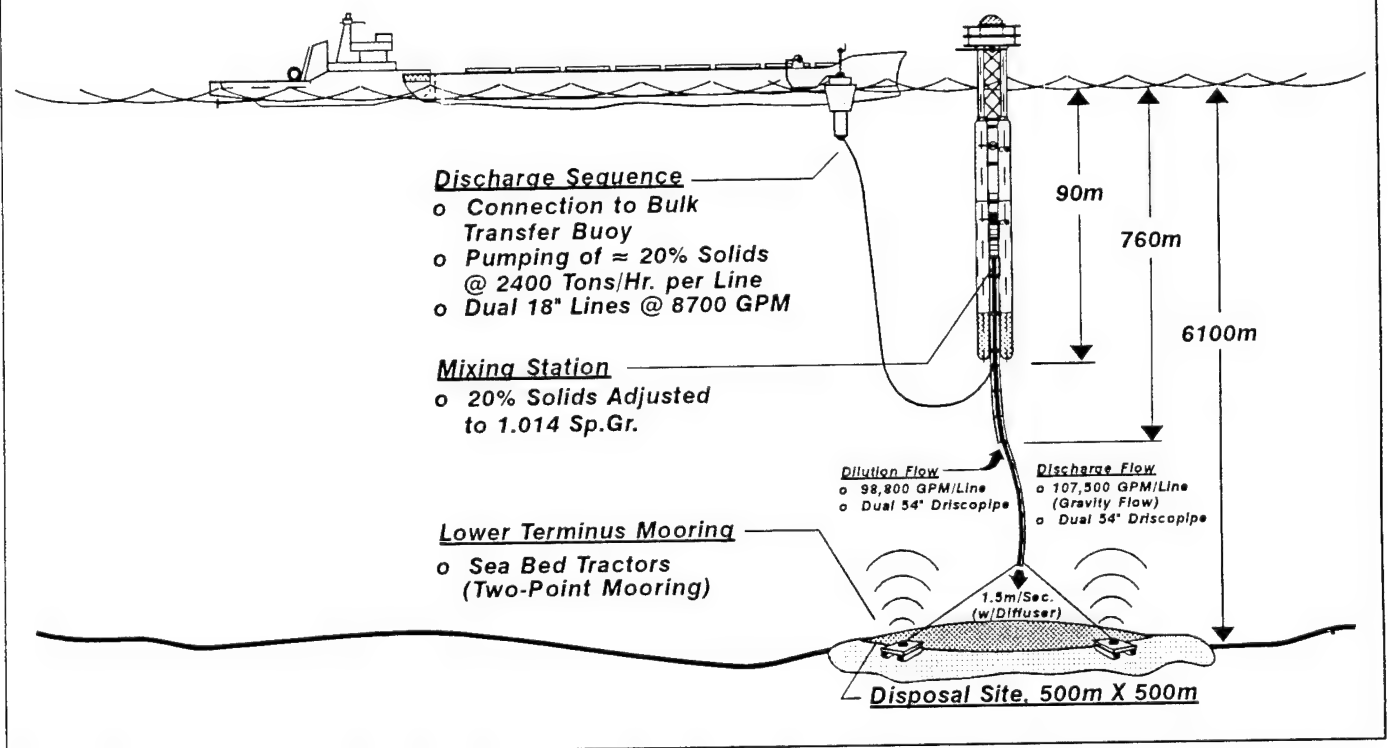 Discharge Sequence
o Connection to Bulk
Transfer Buoy
o Pumping of ≈ 20% Solids
@ 2400 Tons/Hr. per Line
o Dual 18" Lines @ 8700 GPM
Mixing Station
o 20% Solids Adjusted
to 1.014 Sp.Gr.
Lower Terminus Mooring
o Sea Bed Tractors
(Two-Point Mooring)
90m
760m
6100m
Dilution Flow
o 98,800 GPM/Line
o Dual 54" Driscopipe
Discharge Flow
o 107,500 GPM/Line
(Gravity Flow)
o Dual 54" Driscopipe
1.5m/Sec.
(w/Diffuser)
Disposal Site, 500m X 500m